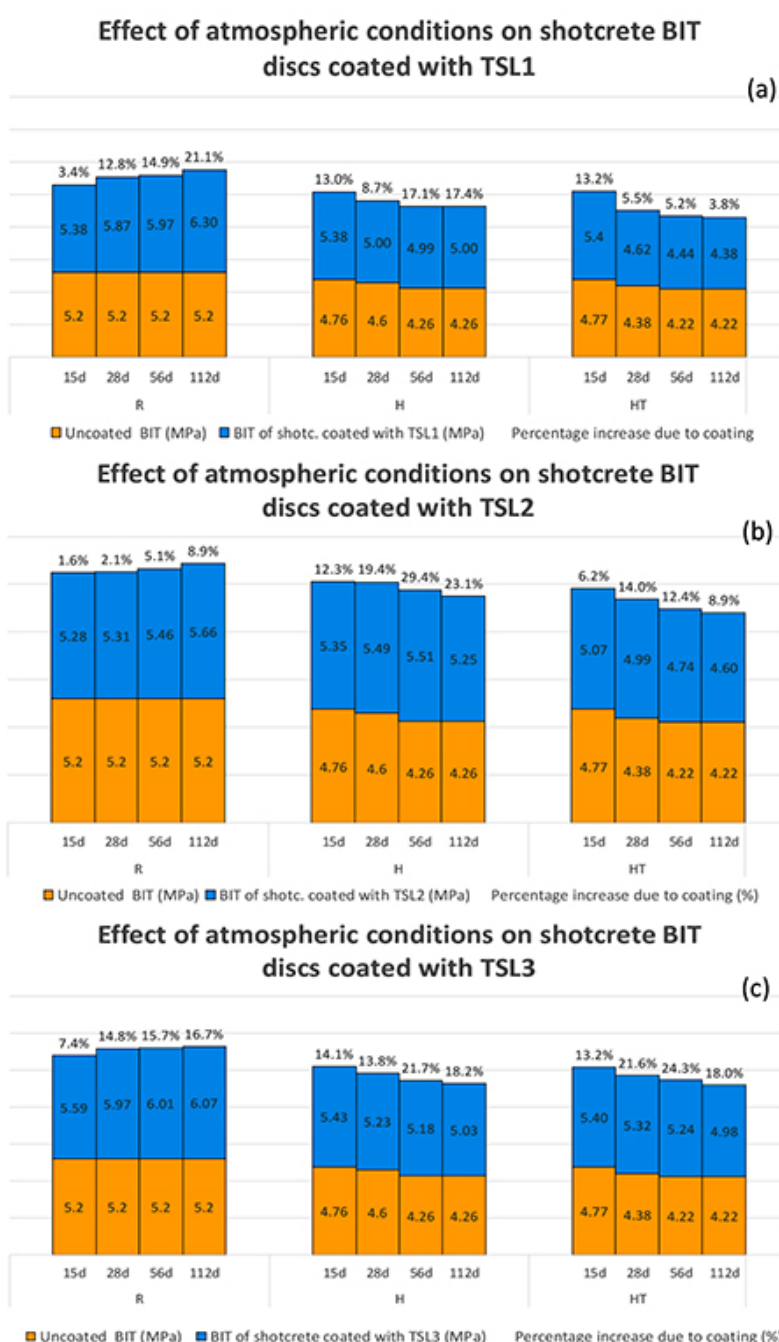 Effect of atmospheric conditions on shotcrete BIT
discs coated with TSL1
(a)
3.4% 12.8% 14.9% 21.1% 13.0% 8.7% 17.1% 17.4% 13.2% 5.5% 5.2% 3.8%
5.38 5.87 5.97 6.30 5.38 5.00 4.99 5.00 5.4 4.62 4.44 4.38
5.2 5.2 5.2 5.2 4.76 4.6 4.26 4.26 4.77 4.38 4.22 4.22
15d 28d 56d 112d 15d 28d 56d 112d 15d 28d 56d 112d
R H HT
Uncoated BIT (MPa) BIT of shotc. coated with TSL1 (MPa) Percentage increase due to coating
Effect of atmospheric conditions on shotcrete BIT
discs coated with TSL2
(b)
1.6% 2.1% 5.1% 8.9% 12.3% 19.4% 29.4% 23.1% 6.2% 14.0% 12.4% 8.9%
5.28 5.31 5.46 5.66 5.35 5.49 5.51 5.25 5.07 4.99 4.74 4.60
5.2 5.2 5.2 5.2 4.76 4.6 4.26 4.26 4.77 4.38 4.22 4.22
15d 28d 56d 112d 15d 28d 56d 112d 15d 28d 56d 112d
R H HT
Uncoated BIT (MPa) BIT of shotc. coated with TSL2 (MPa) Percentage increase due to coating (%)
Effect of atmospheric conditions on shotcrete BIT
discs coated with TSL3
(c)
7.4% 14.8% 15.7% 16.7% 14.1% 13.8% 21.7% 18.2% 13.2% 21.6% 24.3% 18.0%
5.59 5.97 6.01 6.07 5.43 5.23 5.18 5.03 5.40 5.32 5.24 4.98
5.2 5.2 5.2 5.2 4.76 4.6 4.26 4.26 4.77 4.38 4.22 4.22
15d 28d 56d 112d 15d 28d 56d 112d 15d 28d 56d 112d
R H HT
Uncoated BIT (MPa) BIT of shotcrete coated with TSL3 (MPa) Percentage increase due to coating (%